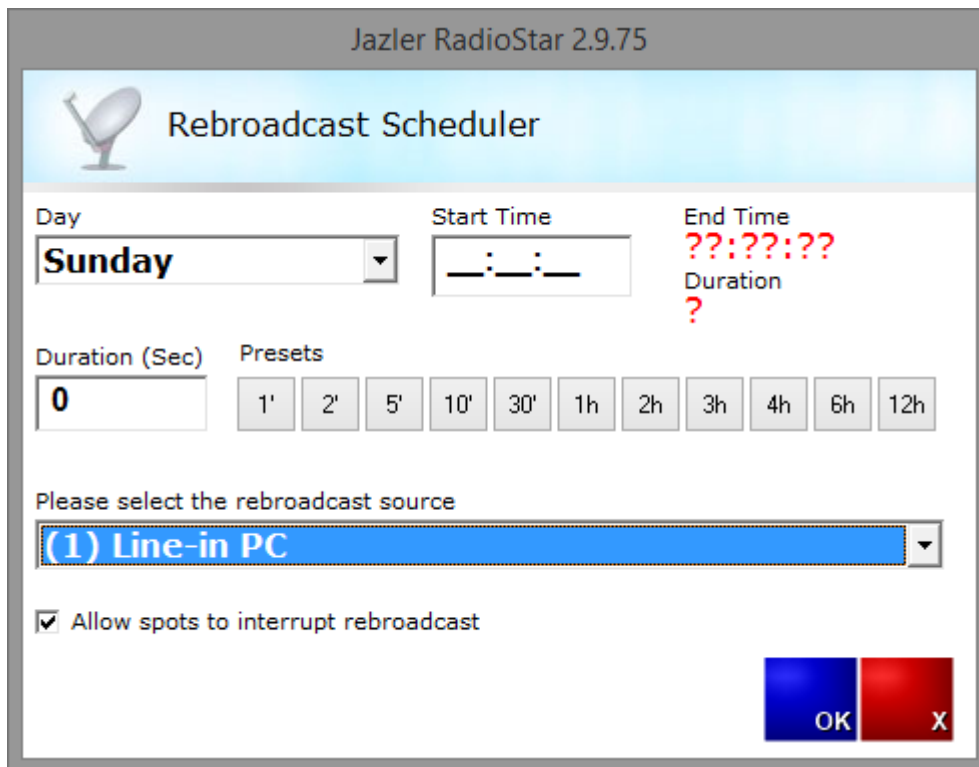 Jazler RadioStar 2.9.75
Rebroadcast Scheduler
Day
Start Time
End Time
Sunday
__:__:__
??:??:??
Duration
?
Duration (Sec)
Presets
0
1' 2' 5' 10' 30' 1h 2h 3h 4h 6h 12h
Please select the rebroadcast source
(1) Line-in PC
Allow spots to interrupt rebroadcast
OK X